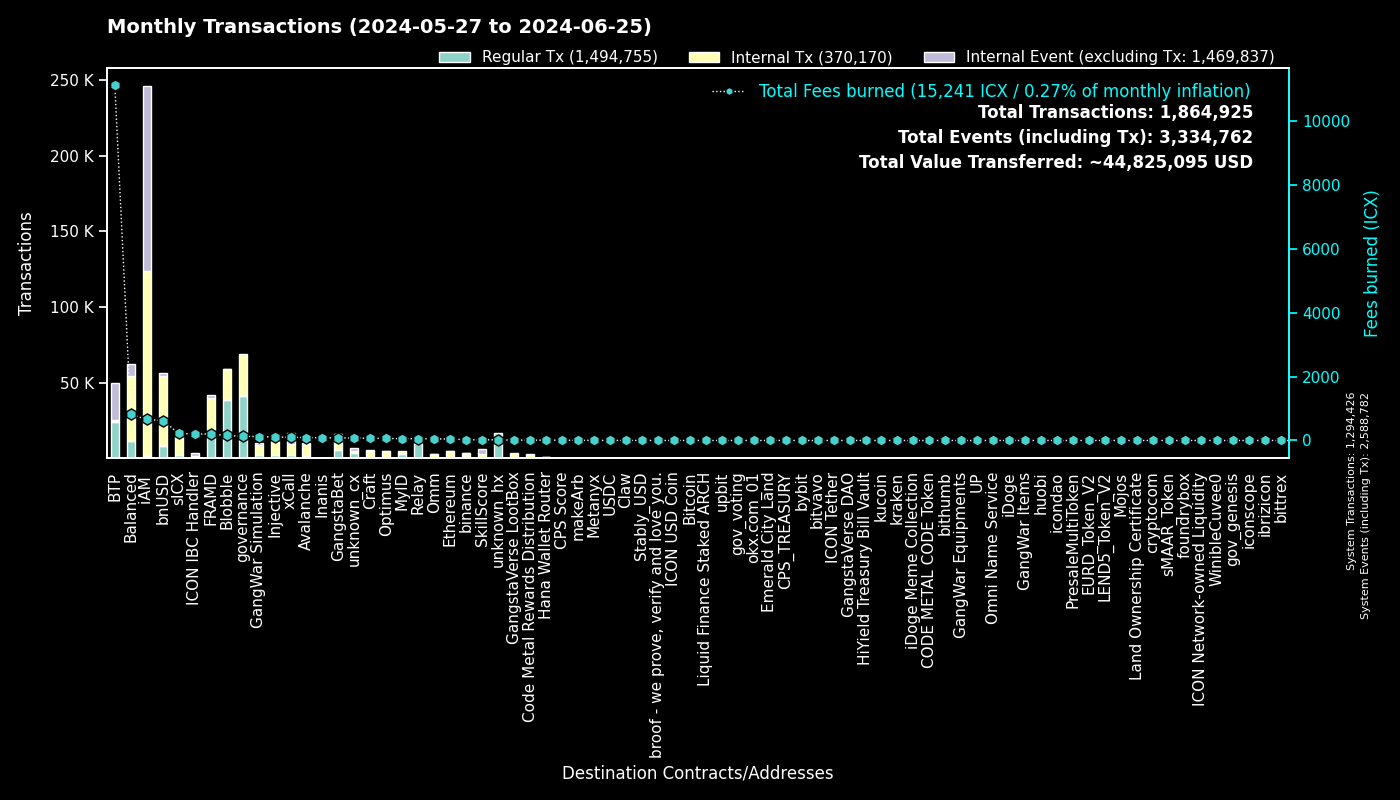 Monthly Transactions (2024-05-27 to 2024-06-25)
Regular Tx (1,494,755)
Internal Tx (370,170)
Internal Event (excluding Tx: 1,469,837)
Total Fees burned (15,241 ICX / 0.27% of monthly inflation)
Total Transactions: 1,864,925
Total Events (including Tx): 3,334,762
Total Value Transferred: ~44,825,095 USD
Transactions
250 K
200 K
150 K
100 K
50 K
10000
8000
6000
4000
2000
0
Fees burned (ICX)
System Transactions: 1,294,426
System Events (including Tx): 2,588,782
BTP
Balanced
iAM
bnUSD
sICX
ICON IBC Handler
FRAMD
Blobble
governance
GangWar Simulation
Injective
xCall
Avalanche
Inanis
GangstaBet
unknown_cx
Craft
Optimus
MyID
Relay
Omm
Ethereum
binance
SkillScore
unknown_hx
GangstaVerse LootBox
Code Metal Rewards Distribution
Hana Wallet Router
CPS Score
makeArb
Metanyx
USDC
Claw
Stably_USD
broof - we prove, verify and love you.
ICON USD Coin
Bitcoin
Liquid Finance Staked ARCH
upbit
gov_voting
okx.com_01
Emerald City Land
CPS_TREASURY
bybit
bitvavo
ICON Tether
GangstaVerse DAO
HiYield Treasury Bill Vault
kucoin
kraken
iDoge Meme Collection
CODE METAL CODE Token
bithumb
GangWar Equipments
UP
Omni Name Service
iDoge
GangWar Items
huobi
icondao
PresaleMultiToken
EURD_Token_V2
LEND5_Token_V2
Mojos
Land Ownership Certificate
cryptocom
sMAAR_Token
foundrybox
ICON Network-owned Liquidity
WinibleCuvee0
gov_genesis
iconscope
ibrizicon
bittrex
Destination Contracts/Addresses